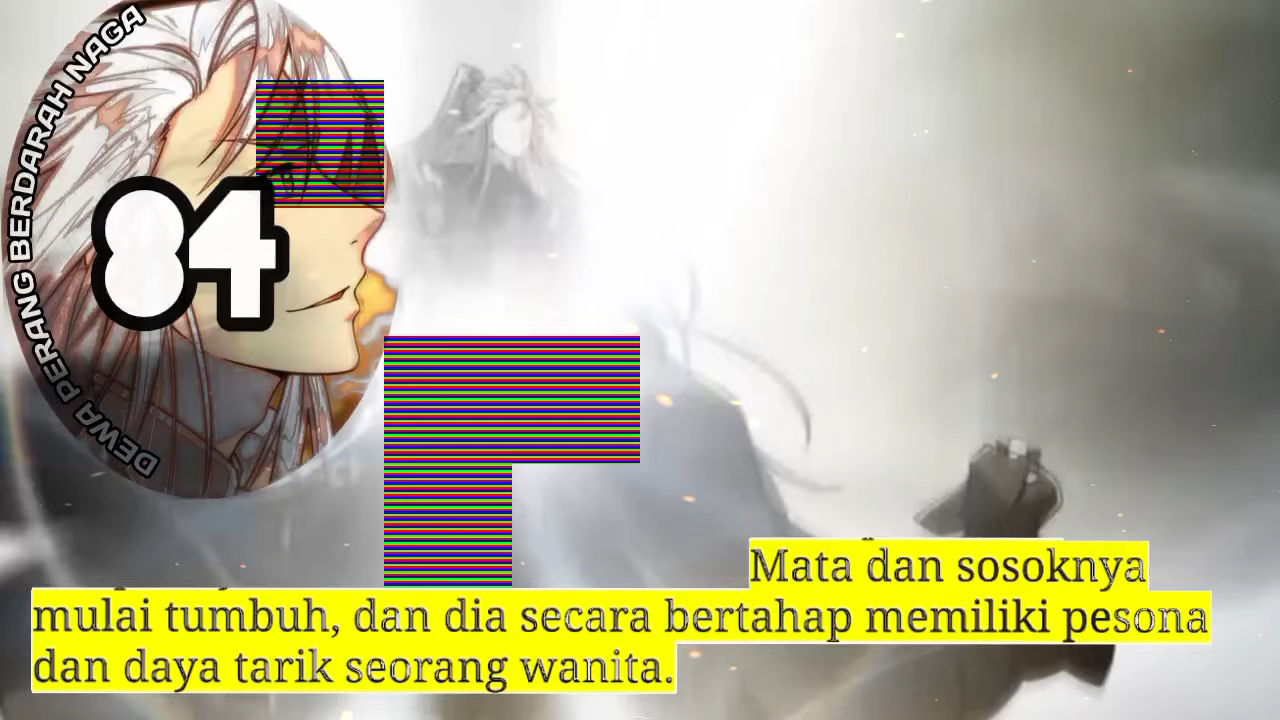 DEWA PERANG BERDARAH NAGA
84
Mata dan sosoknya
mulai tumbuh, dan dia secara bertahap memiliki pesona
dan daya tarik seorang wanita.